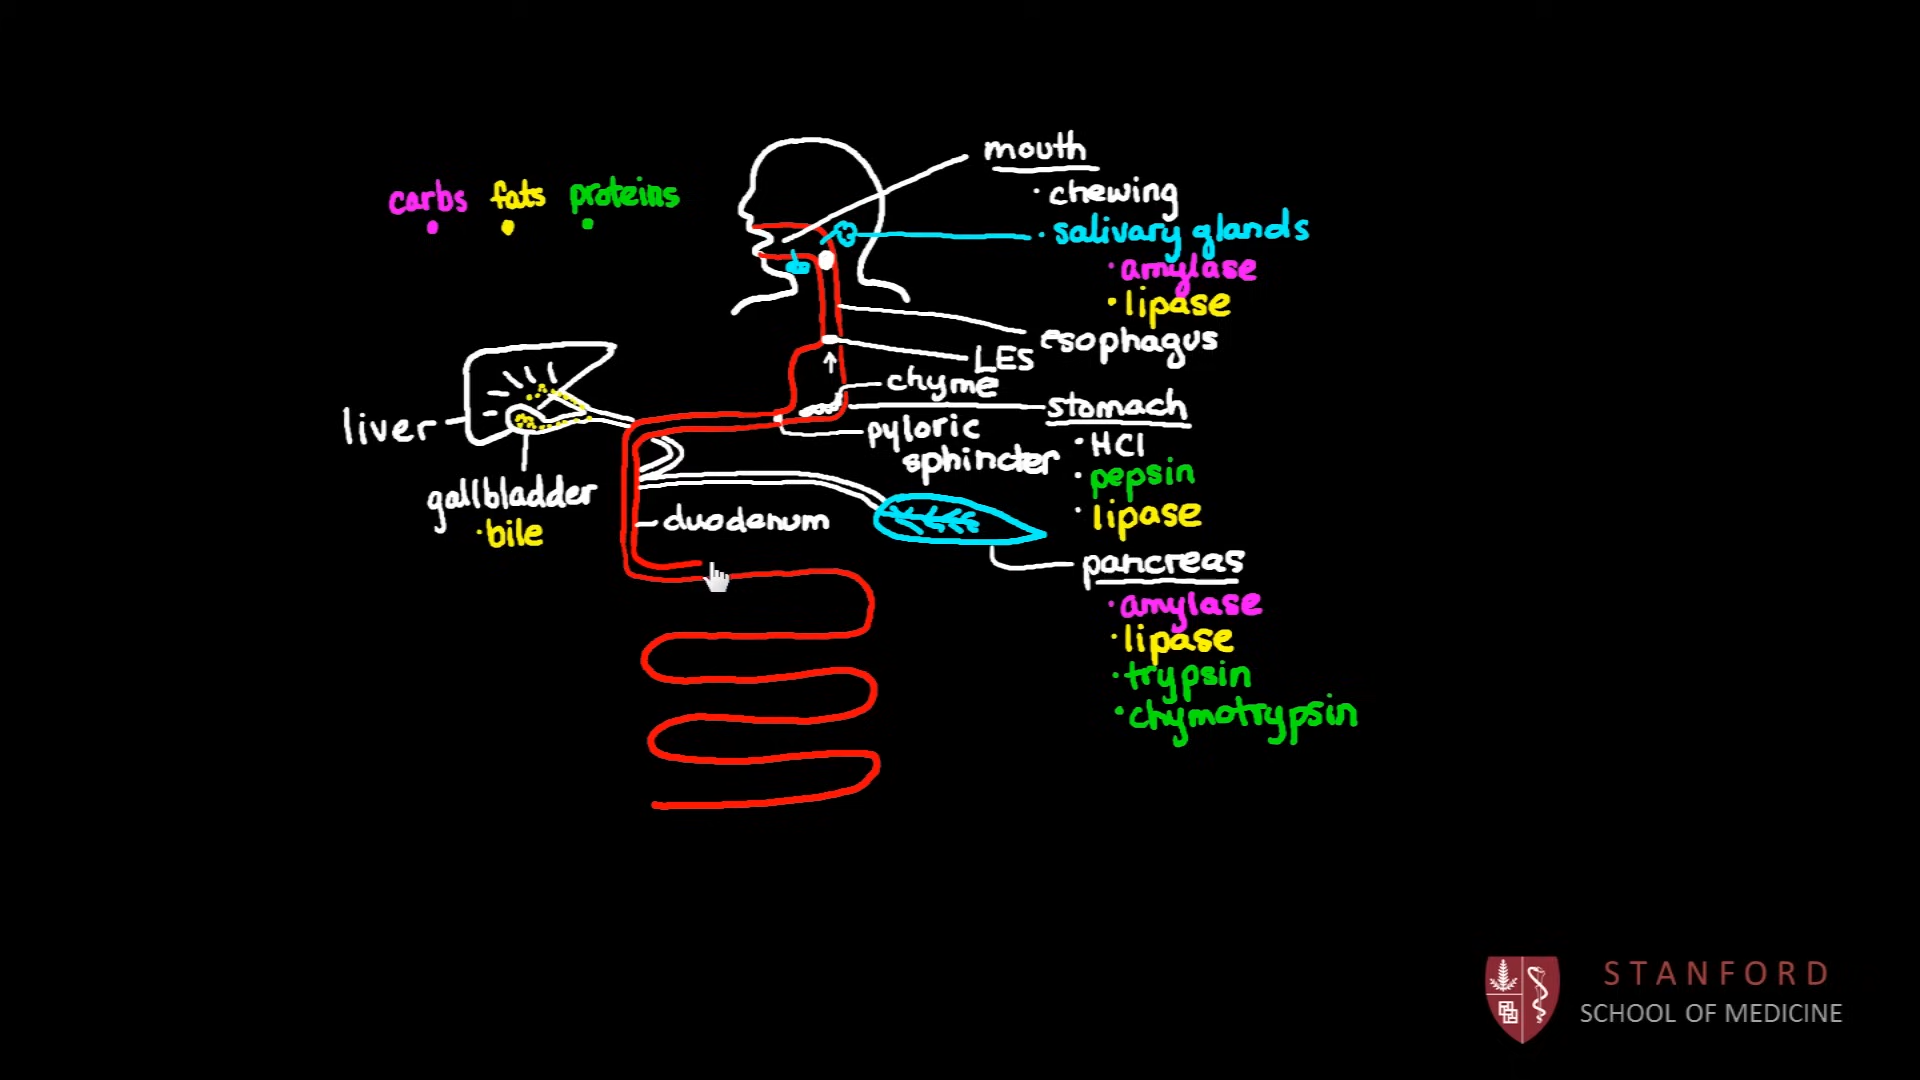 mouth
· chewing
· salivary glands
· amylase
· lipase
carbs fats proteins
esophagus
LES
chyme
stomach
liver
pyloric
sphincter
· HCl
· pepsin
· lipase
gallbladder
· bile
duodenum
pancreas
· amylase
· lipase
· trypsin
· chymotrypsin
STANFORD
SCHOOL OF MEDICINE